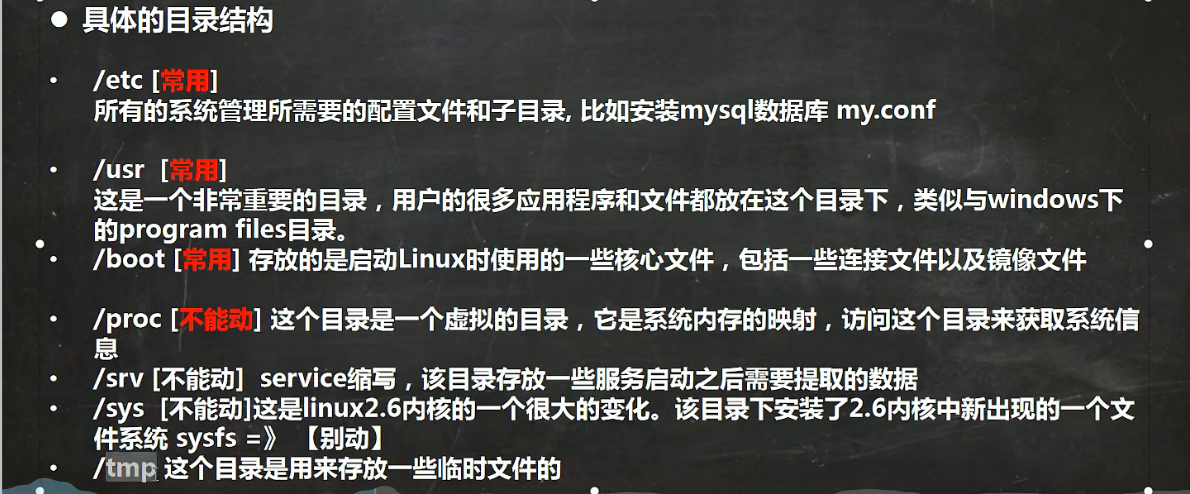 ● 具体的目录结构
• /etc [常用]
所有的系统管理所需要的配置文件和子目录, 比如安装mysql数据库 my.conf
• /usr [常用]
这是一个非常重要的目录，用户的很多应用程序和文件都放在这个目录下，类似与windows下
的program files目录。
• /boot [常用] 存放的是启动Linux时使用的一些核心文件，包括一些连接文件以及镜像文件
• /proc [不能动] 这个目录是一个虚拟的目录，它是系统内存的映射，访问这个目录来获取系统信
息
• /srv [不能动] service缩写，该目录存放一些服务启动之后需要提取的数据
• /sys [不能动]这是linux2.6内核的一个很大的变化。该目录下安装了2.6内核中新出现的一个文
件系统 sysfs =》 【别动】
• /tmp 这个目录是用来存放一些临时文件的